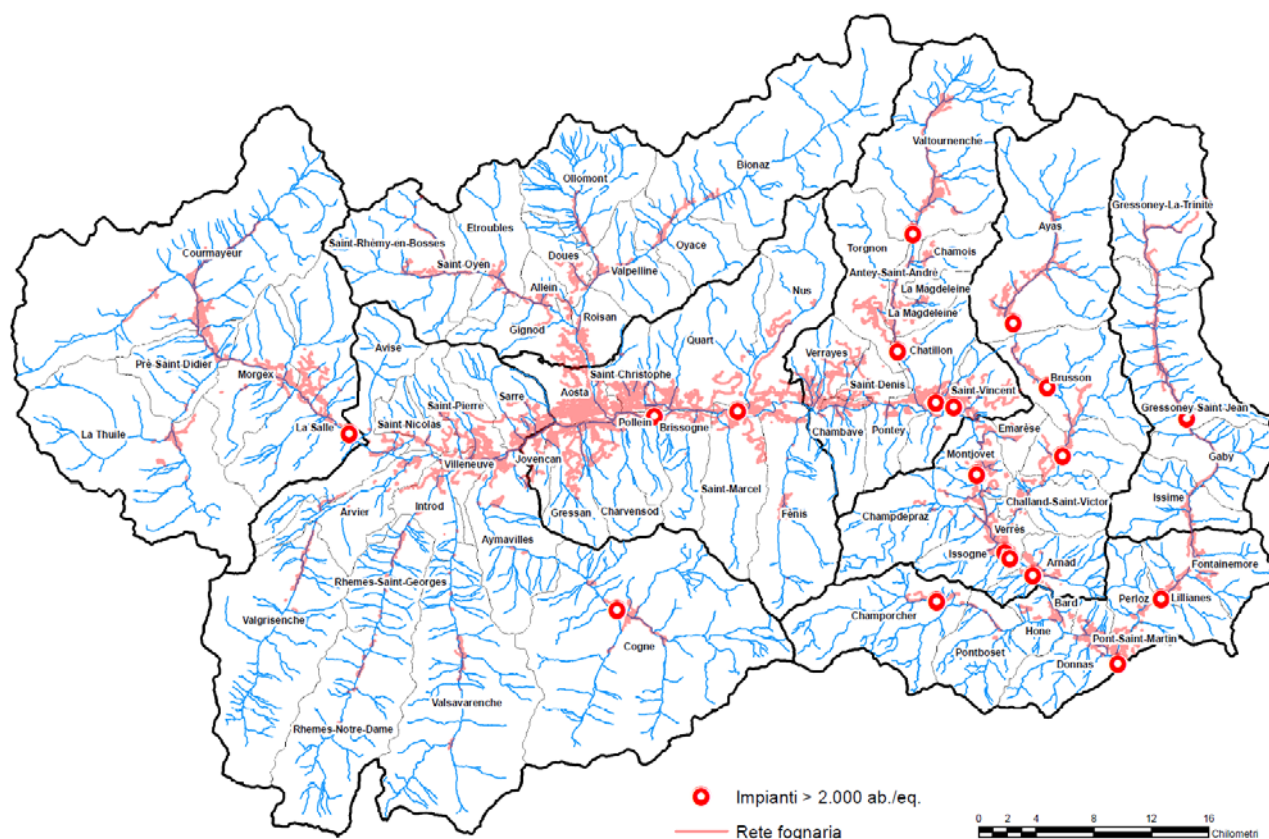 Valtournenche
Bionaz
Ollomont
Gressoney-La-Trinité
Etroubles
Ayas
Saint-Rhémy-en-Bosses
Oyace
Torgnon
Chamois
Courmayeur
Doues
Saint-Oyen
Valpelline
Antey-Saint-André
Allein
Nus
La Magdeleine
Roisan
La Magdeleine
Gignod
Quart
Avise
Chatillon
Verrayes
Prè-Saint-Didier
Morgex
Saint-Christophe
Saint-Denis
Brusson
Aosta
Saint-Vincent
Sarre
Saint-Pierre
Gressoney-Saint-Jean
Pollein
Brissogne
Saint-Nicolas
La Salle
Chambave
Pontey
Emarèse
La Thuile
Montjovet
Gaby
Jovencan
Villeneuve
Saint-Marcel
Issime
Challand-Saint-Victor
Introd
Champdepraz
Arvier
Gressan
Charvensod
Fènis
Verrès
Aymavilles
Issogne
Arnad
Fontainemore
Rhemes-Saint-Georges
Perloz
Lillianes
Bard
Champorcher
Valgrisenche
Hone
Pont-Saint-Martin
Cogne
Pontboset
Donnas
Valsavarenche
Rhemes-Notre-Dame
Impianti > 2.000 ab./eq.
Rete fognaria
0 2 4 8 12 16
Chilometri